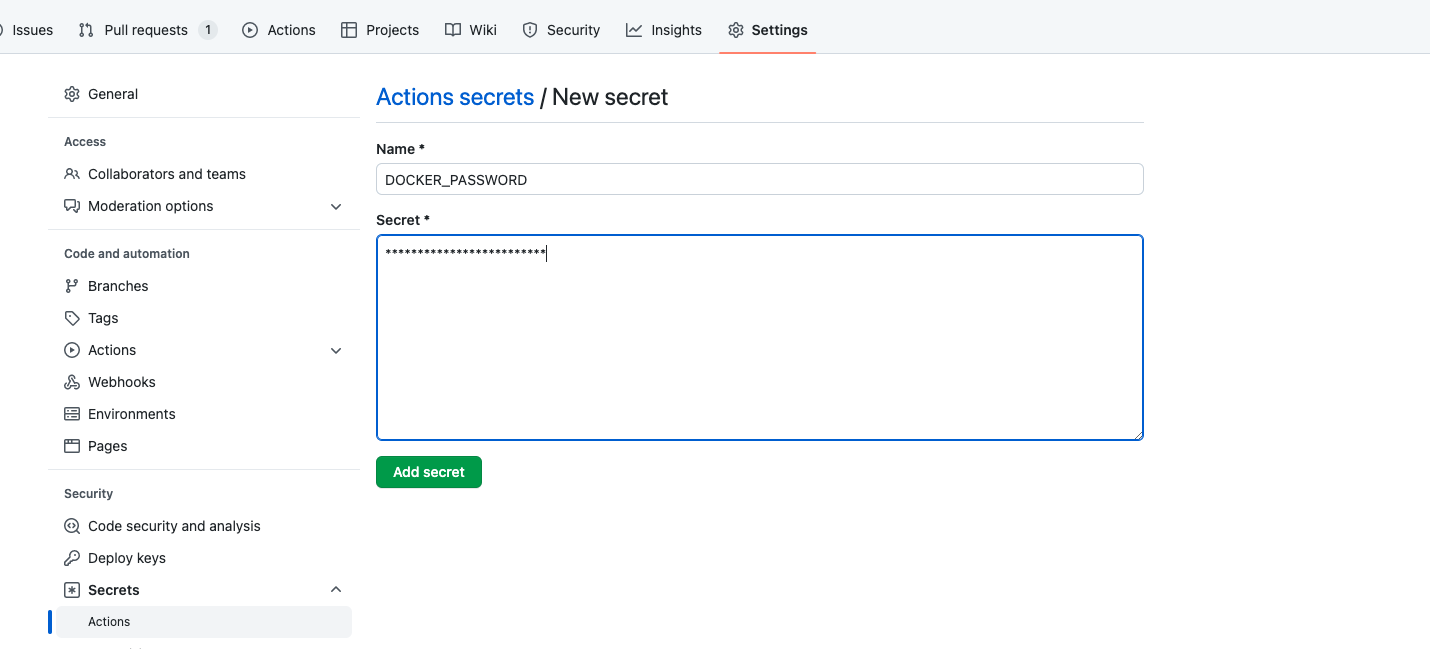 Issues Pull requests 1 Actions Projects Wiki Security Insights Settings
General
Access
Collaborators and teams
Moderation options
Code and automation
Branches
Tags
Actions
Webhooks
Environments
Pages
Security
Code security and analysis
Deploy keys
Secrets
Actions
Actions secrets / New secret
Name *
DOCKER_PASSWORD
Secret *
*************************
Add secret